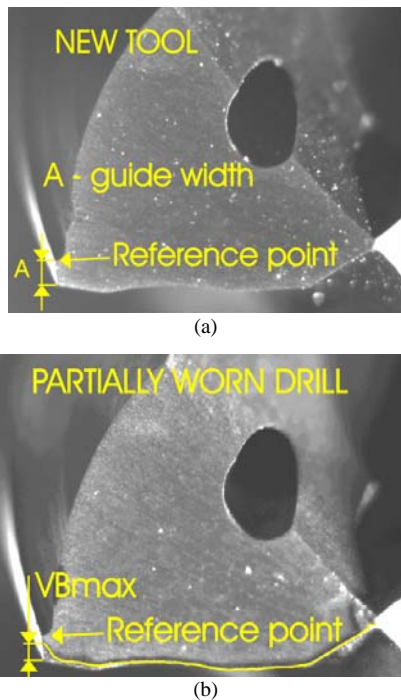 NEW TOOL
A - guide width
A
Reference point
(a)
PARTIALLY WORN DRILL
VBmax
Reference point
(b)